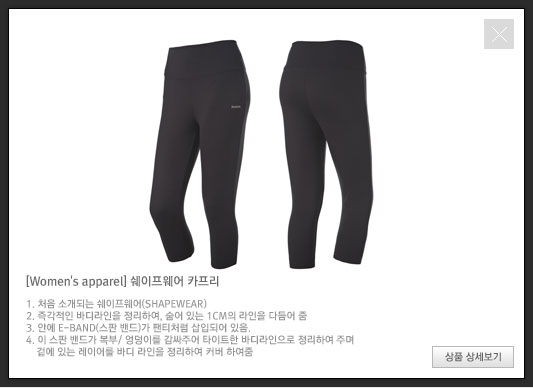 [Women's apparel] 쉐이프웨어 카프리
1. 처음 소개되는 쉐이프웨어(SHAPEWEAR)
2. 즉각적인 바디라인을 정리하여, 숨어 있는 1CM의 라인을 다듬어 줌
3. 안에 E-BAND(스판 밴드)가 팬티처럼 삽입되어 있음.
4. 이 스판 밴드가 복부/ 엉덩이를 감싸주어 타이트한 바디라인으로 정리하여 주며
겉에 있는 레이어를 바디 라인을 정리하여 커버 하여줌
상품 상세보기